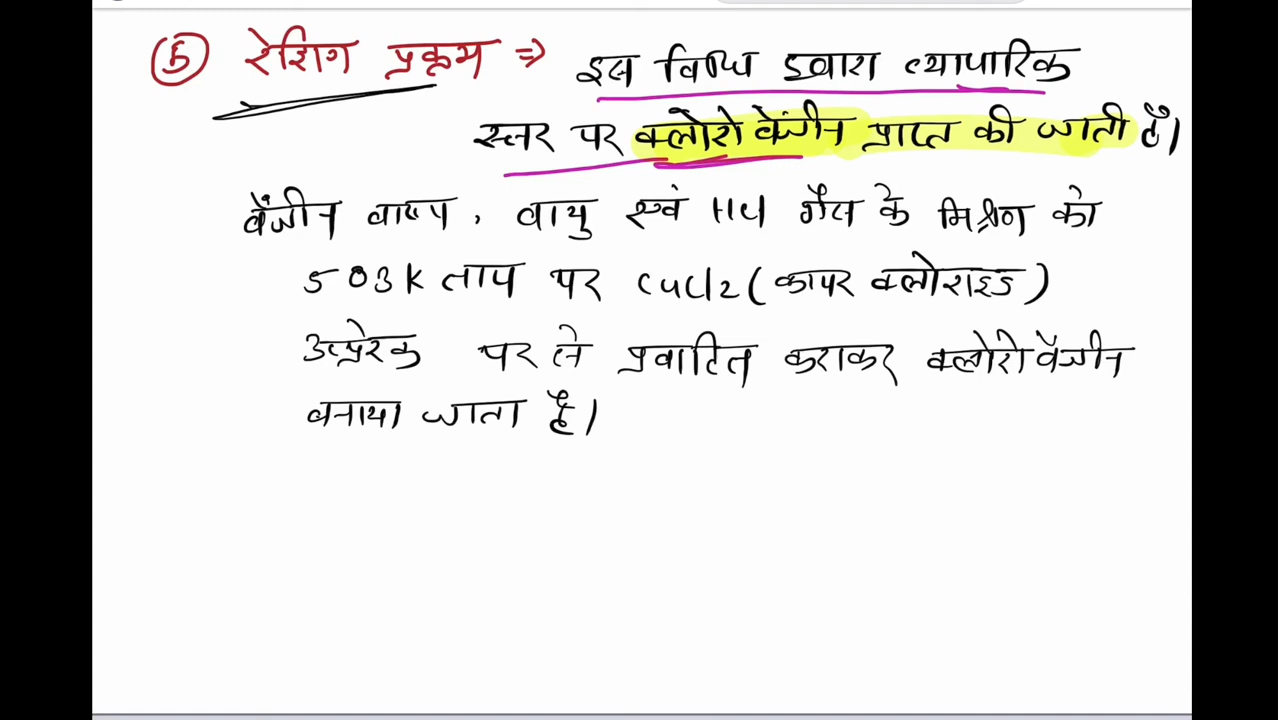 (5) रेशिग प्रक्रम ⇒ इस विधि द्वारा व्यापारिक
स्तर पर क्लोरो बेंजीन प्राप्त की जाती है।
बेंजीन वाष्प, वायु एवं HCl गैस के मिश्रण को
503K ताप पर CuCl2 (कापर क्लोराइड)
उत्प्रेरक पर से प्रवाहित कराकर क्लोरो बेंजीन
बनाया जाता है।